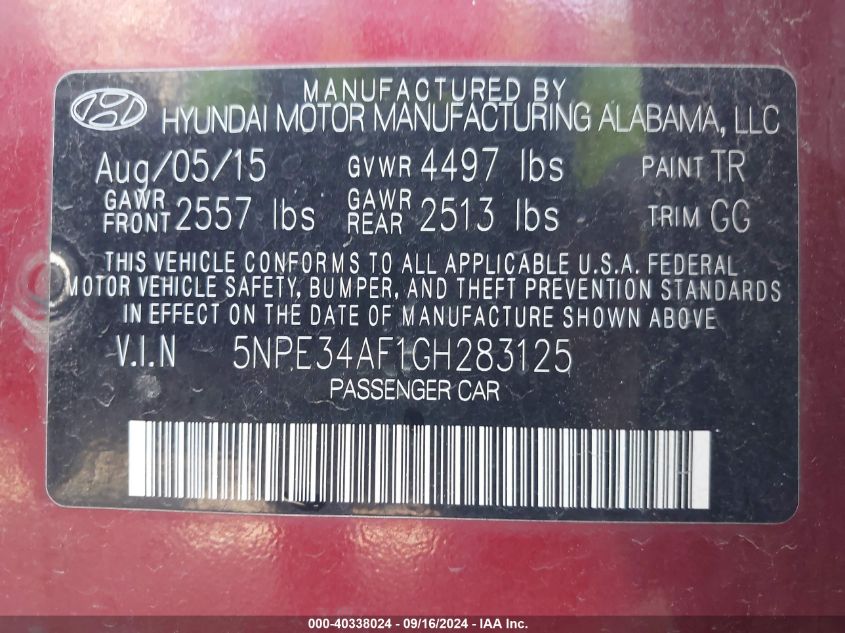 MANUFACTURED BY
HYUNDAI MOTOR MANUFACTURING ALABAMA, LLC
Aug/05/15 GVWR 4497 lbs PAINT TR
GAWR FRONT 2557 lbs GAWR REAR 2513 lbs TRIM GG
THIS VEHICLE CONFORMS TO ALL APPLICABLE U.S.A. FEDERAL
MOTOR VEHICLE SAFETY, BUMPER, AND THEFT PREVENTION STANDARDS
IN EFFECT ON THE DATE OF MANUFACTURE SHOWN ABOVE
V.I.N 5NPE34AF1GH283125
PASSENGER CAR
000-40338024 - 09/16/2024 - IAA Inc.